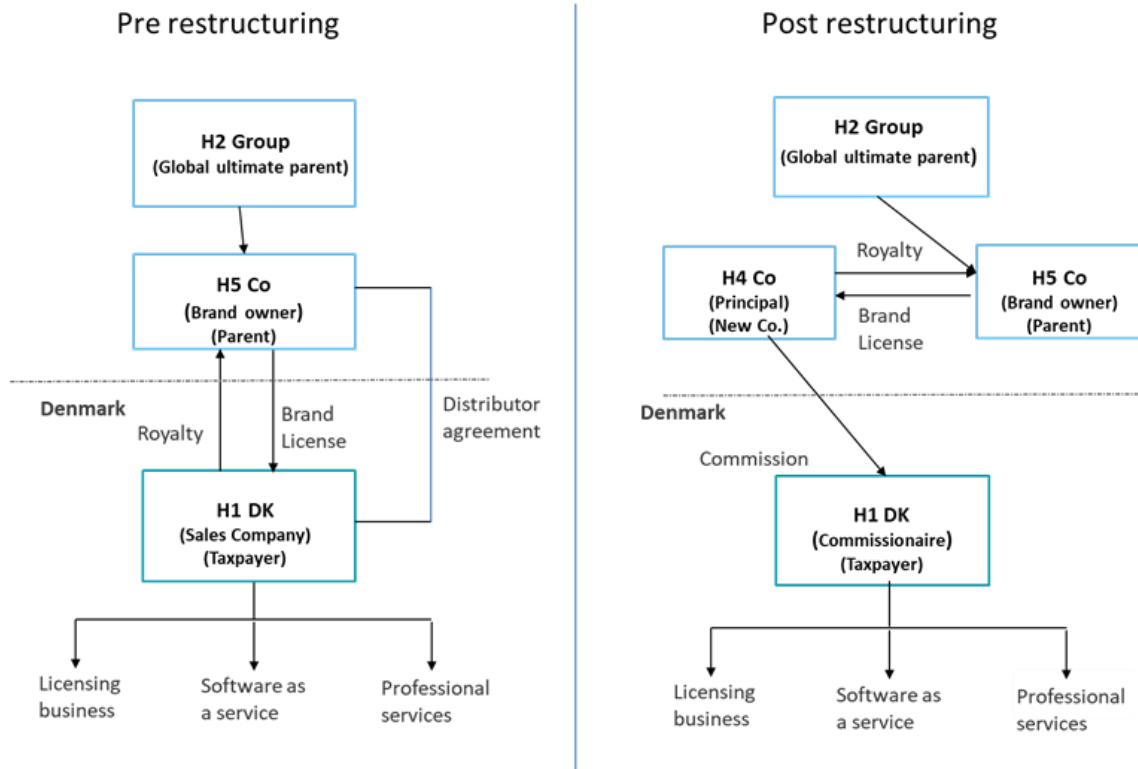 Pre restructuring
H2 Group
(Global ultimate parent)
H5 Co
(Brand owner)
(Parent)
Denmark
Royalty
Brand
License
Distributor
agreement
H1 DK
(Sales Company)
(Taxpayer)
Licensing
business
Software as
a service
Professional
services
Post restructuring
H2 Group
(Global ultimate parent)
H4 Co
(Principal)
(New Co.)
Royalty
Brand
License
H5 Co
(Brand owner)
(Parent)
Denmark
Commission
H1 DK
(Commissionaire)
(Taxpayer)
Licensing
business
Software as
a service
Professional
services